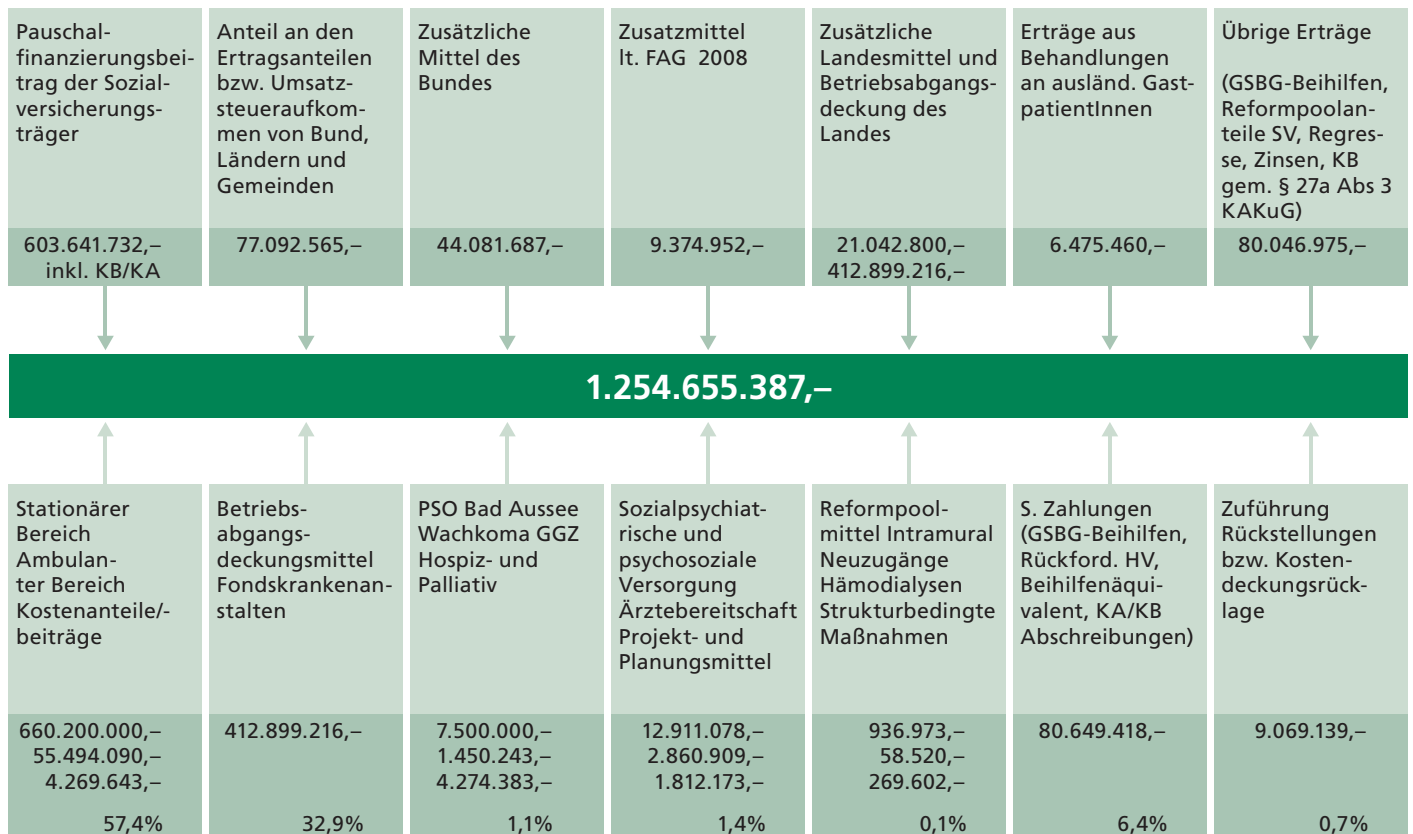 Pauschal-
finanzierungsbei-
trag der Sozial-
versicherungs-
träger
603.641.732,–
inkl. KB/KA
Anteil an den
Ertragsanteilen
bzw. Umsatz-
steueraufkom-
men von Bund,
Ländern und
Gemeinden
77.092.565,–
Zusätzliche
Mittel des
Bundes
44.081.687,–
Zusatzmittel
lt. FAG 2008
9.374.952,–
Zusätzliche
Landesmittel und
Betriebsabgangs-
deckung des
Landes
21.042.800,–
412.899.216,–
Erträge aus
Behandlungen
an ausländ. Gast-
patientInnen
6.475.460,–
Übrige Erträge
(GSBG-Beihilfen,
Reformpoolan-
teile SV, Regres-
se, Zinsen, KB
gem. § 27a Abs 3
KAKuG)
80.046.975,–
1.254.655.387,–
Stationärer
Bereich
Ambulan-
ter Bereich
Kostenanteile/-
beiträge
660.200.000,–
55.494.090,–
4.269.643,–
57,4%
Betriebs-
abgangs-
deckungsmittel
Fondskrankenan-
stalten
412.899.216,–
32,9%
PSO Bad Aussee
Wachkoma GGZ
Hospiz- und
Palliativ
7.500.000,–
1.450.243,–
4.274.383,–
1,1%
Sozialpsychiat-
rische und
psychosoziale
Versorgung
Ärztebereitschaft
Projekt- und
Planungsmittel
12.911.078,–
2.860.909,–
1.812.173,–
1,4%
Reformpool-
mittel Intramural
Neuzugänge
Hämodialysen
Strukturbedingte
Maßnahmen
936.973,–
58.520,–
269.602,–
0,1%
S. Zahlungen
(GSBG-Beihilfen,
Rückford. HV,
Beihilfenäqui-
valent, KA/KB
Abschreibungen)
80.649.418,–
6,4%
Zuführung
Rückstellungen
bzw. Kosten-
deckungsrück-
lage
9.069.139,–
0,7%